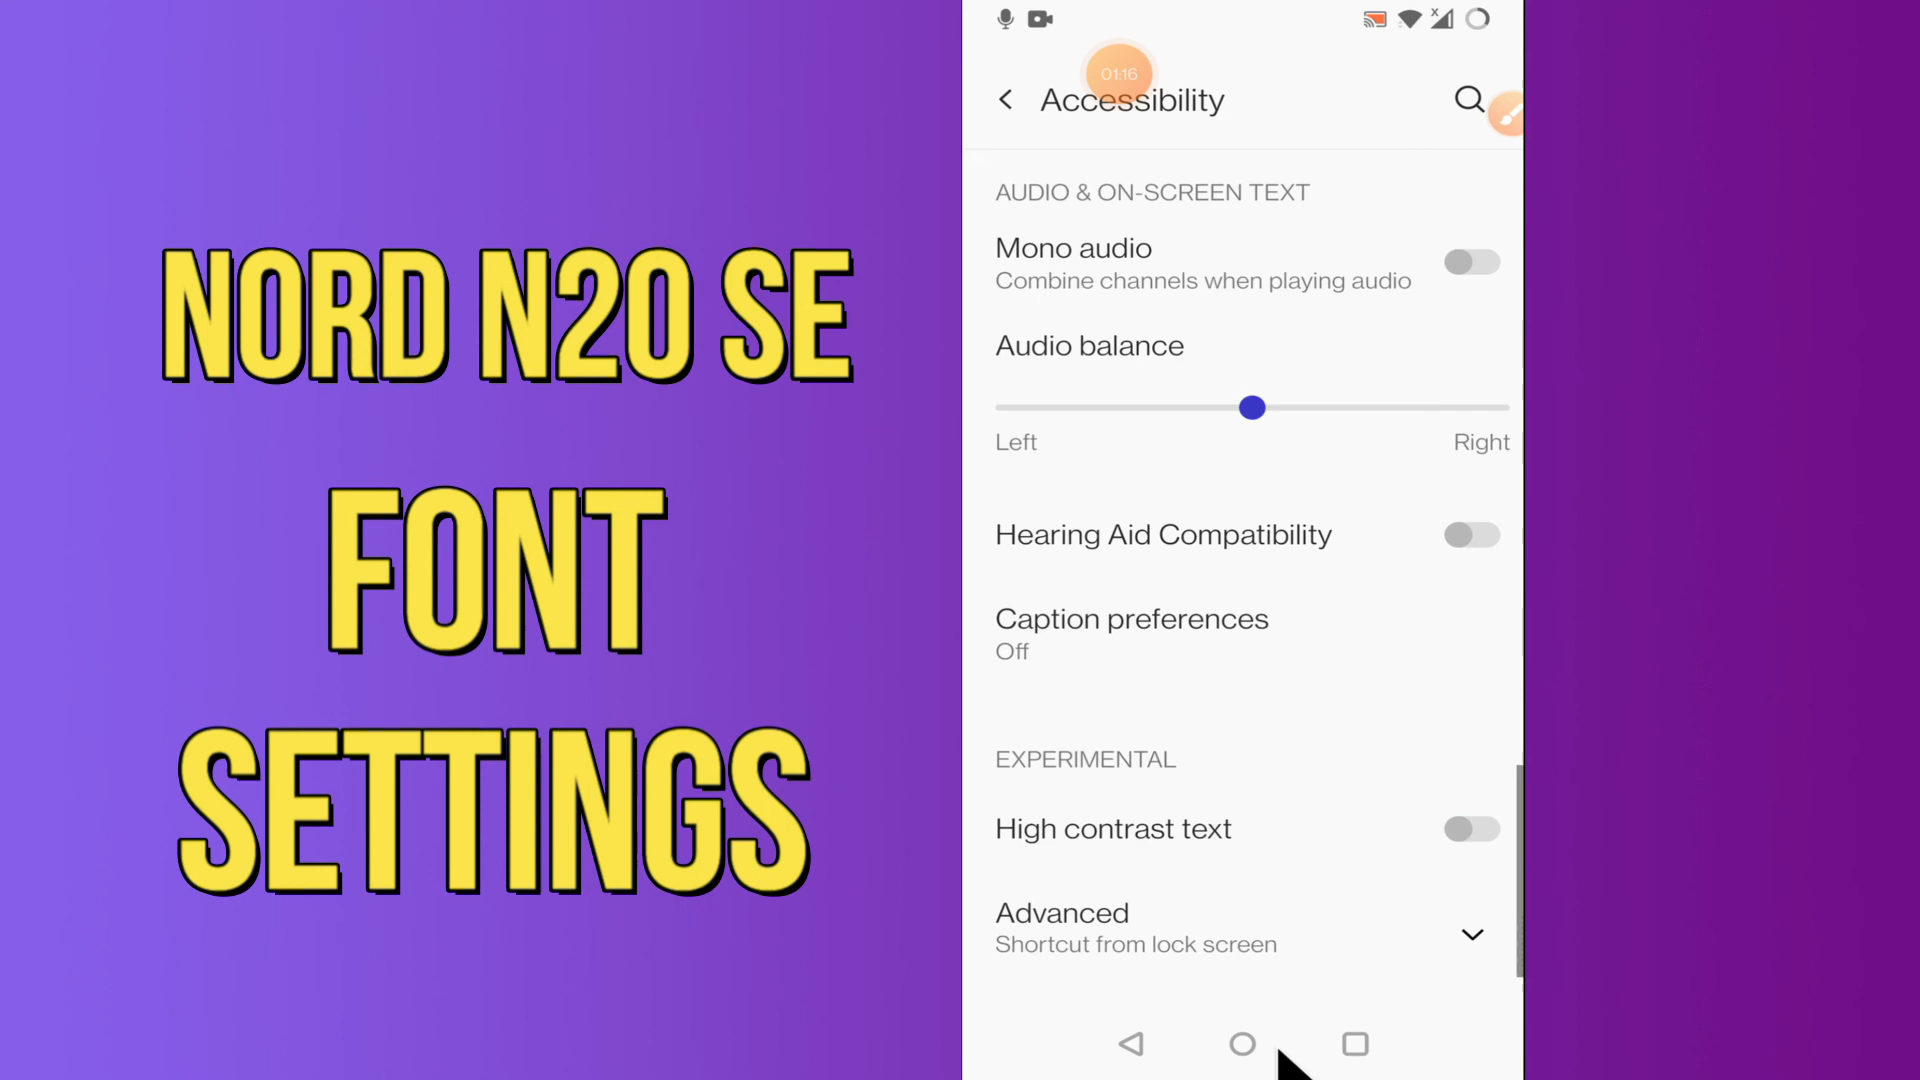 NORD N20 SE
FONT
SETTINGS
01:16
Accessibility
AUDIO & ON-SCREEN TEXT
Mono audio
Combine channels when playing audio
Audio balance
Left
Right
Hearing Aid Compatibility
Caption preferences
Off
EXPERIMENTAL
High contrast text
Advanced
Shortcut from lock screen